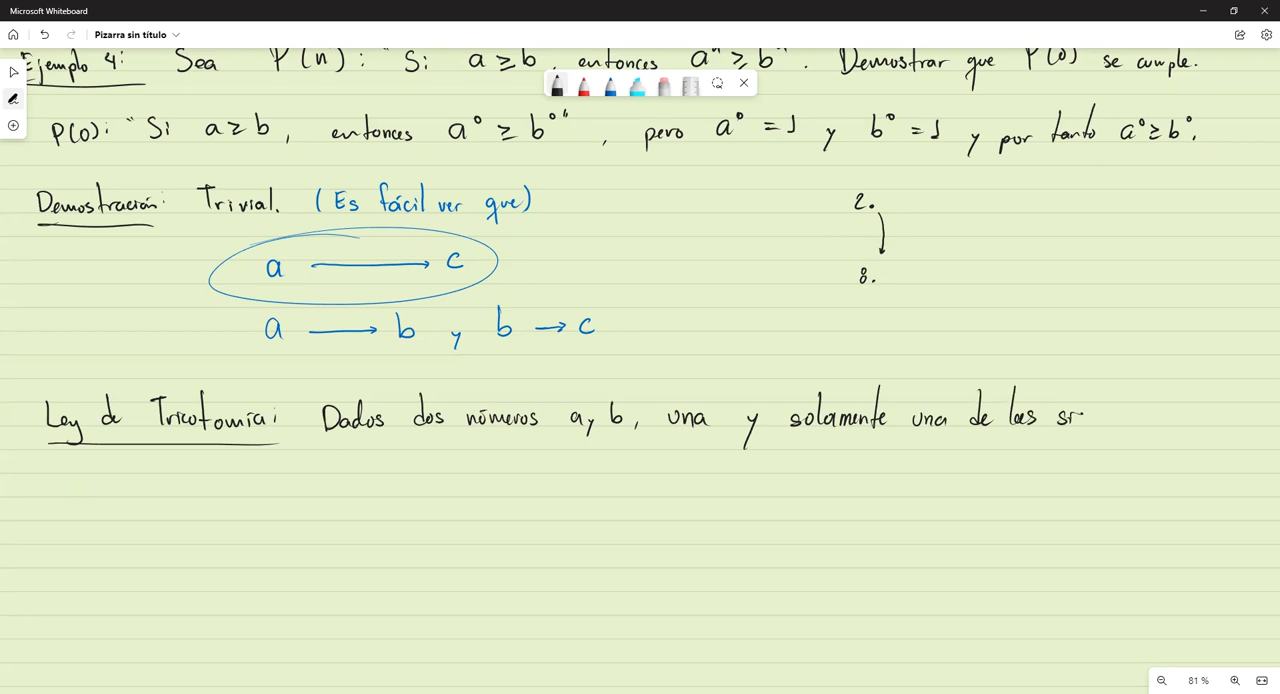 Microsoft Whiteboard
Pizarra sin título
Ejemplo 4: Sea P(n): "Si a ≥ b, entonces aⁿ ≥ bⁿ". Demostrar que P(0) se cumple.
P(0): "Si a ≥ b, entonces a⁰ ≥ b⁰", pero a⁰ = 1 y b⁰ = 1 y por tanto a⁰ ≥ b⁰.
Demostración: Trivial. (Es fácil ver que)
2.
a → c
8.
a → b y b → c
Ley de Tricotomía: Dados dos números a y b, una y solamente una de las si
81 %